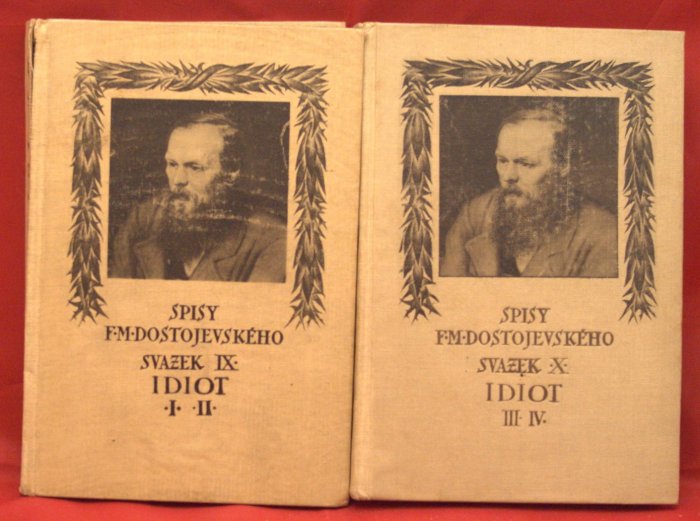 SPISY
F·M·DOSTOJEVSKÉHO
SVAZEK IX·
IDIOT
·I· II·
SPISY
F·M·DOSTOJEVSKÉHO
SVAZEK ·X·
IDIOT
III· IV·